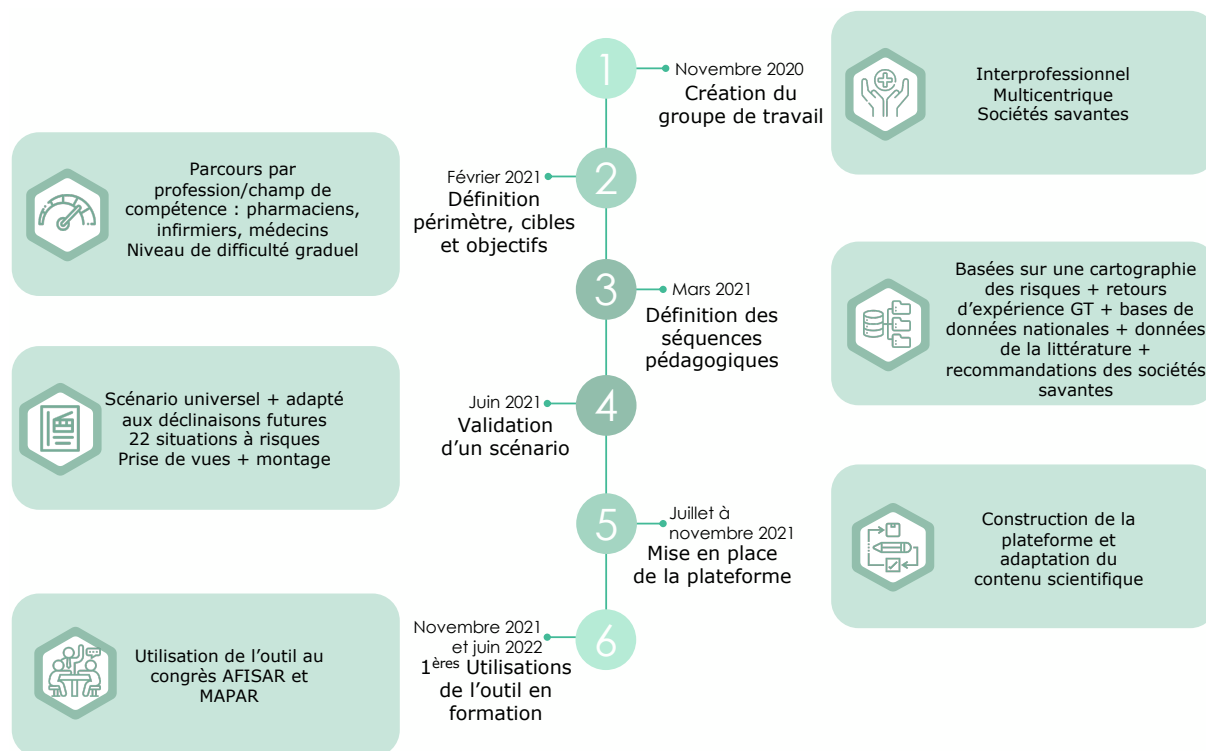 1
Novembre 2020
Création du
groupe de travail
Interprofessionnel
Multicentrique
Sociétés savantes
2
Février 2021
Définition
périmètre, cibles
et objectifs
Parcours par
profession/champ de
compétence : pharmaciens,
infirmiers, médecins
Niveau de difficulté graduel
3
Mars 2021
Définition des
séquences
pédagogiques
Basées sur une cartographie
des risques + retours
d’expérience GT + bases de
données nationales + données
de la littérature +
recommandations des sociétés
savantes
4
Juin 2021
Validation
d’un scénario
Scénario universel + adapté
aux déclinaisons futures
22 situations à risques
Prise de vues + montage
5
Juillet à
novembre 2021
Mise en place
de la plateforme
Construction de la
plateforme et
adaptation du
contenu scientifique
6
Novembre 2021
et juin 2022
1ères Utilisations
de l’outil en
formation
Utilisation de l’outil au
congrès AFISAR et
MAPAR